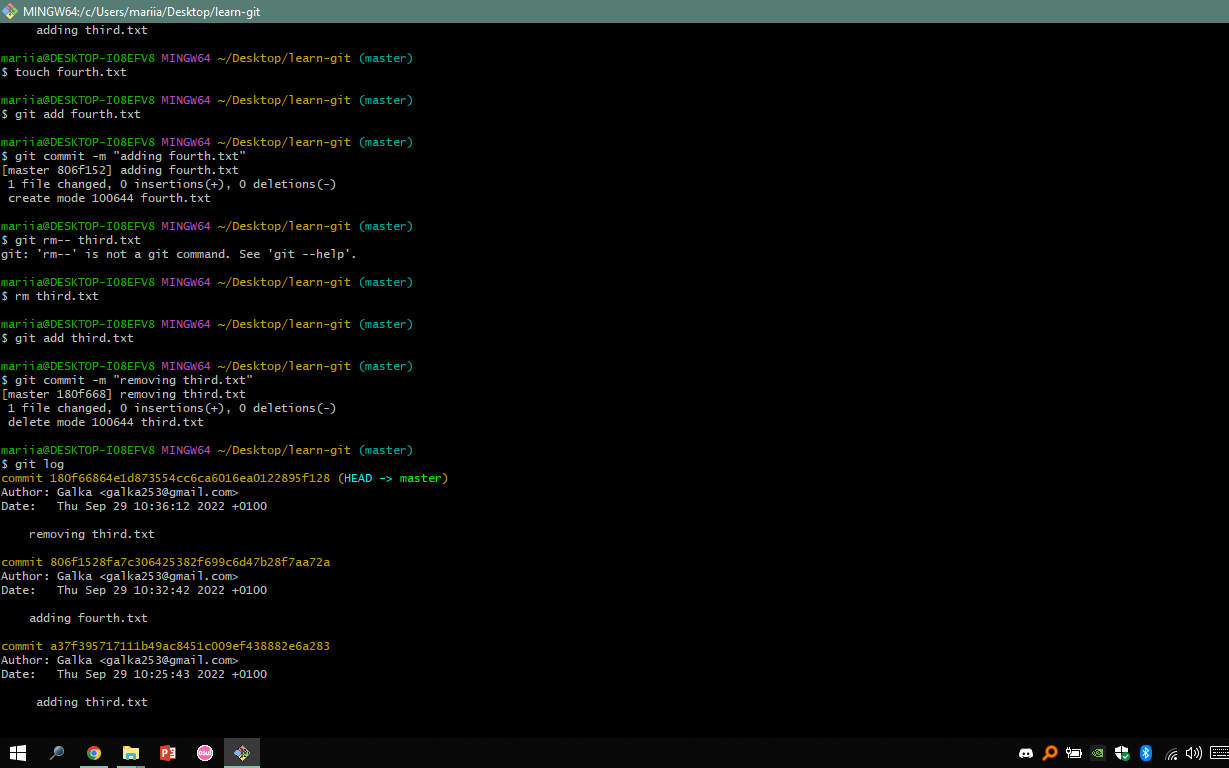 MINGW64:/c/Users/mariia/Desktop/learn-git
adding third.txt
mariia@DESKTOP-IO8EFV8 MINGW64 ~/Desktop/learn-git (master)
$ touch fourth.txt
mariia@DESKTOP-IO8EFV8 MINGW64 ~/Desktop/learn-git (master)
$ git add fourth.txt
mariia@DESKTOP-IO8EFV8 MINGW64 ~/Desktop/learn-git (master)
$ git commit -m "adding fourth.txt"
[master 806f152] adding fourth.txt
1 file changed, 0 insertions(+), 0 deletions(-)
create mode 100644 fourth.txt
mariia@DESKTOP-IO8EFV8 MINGW64 ~/Desktop/learn-git (master)
$ git rm-- third.txt
git: 'rm--' is not a git command. See 'git --help'.
mariia@DESKTOP-IO8EFV8 MINGW64 ~/Desktop/learn-git (master)
$ rm third.txt
mariia@DESKTOP-IO8EFV8 MINGW64 ~/Desktop/learn-git (master)
$ git add third.txt
mariia@DESKTOP-IO8EFV8 MINGW64 ~/Desktop/learn-git (master)
$ git commit -m "removing third.txt"
[master 180f668] removing third.txt
1 file changed, 0 insertions(+), 0 deletions(-)
delete mode 100644 third.txt
mariia@DESKTOP-IO8EFV8 MINGW64 ~/Desktop/learn-git (master)
$ git log
commit 180f66864e1d873554cc6ca6016ea0122895f128 (HEAD -> master)
Author: Galka <galka253@gmail.com>
Date:   Thu Sep 29 10:36:12 2022 +0100
removing third.txt
commit 806f1528fa7c306425382f699c6d47b28f7aa72a
Author: Galka <galka253@gmail.com>
Date:   Thu Sep 29 10:32:42 2022 +0100
adding fourth.txt
commit a37f395717111b49ac8451c009ef438882e6a283
Author: Galka <galka253@gmail.com>
Date:   Thu Sep 29 10:25:43 2022 +0100
adding third.txt
osu!